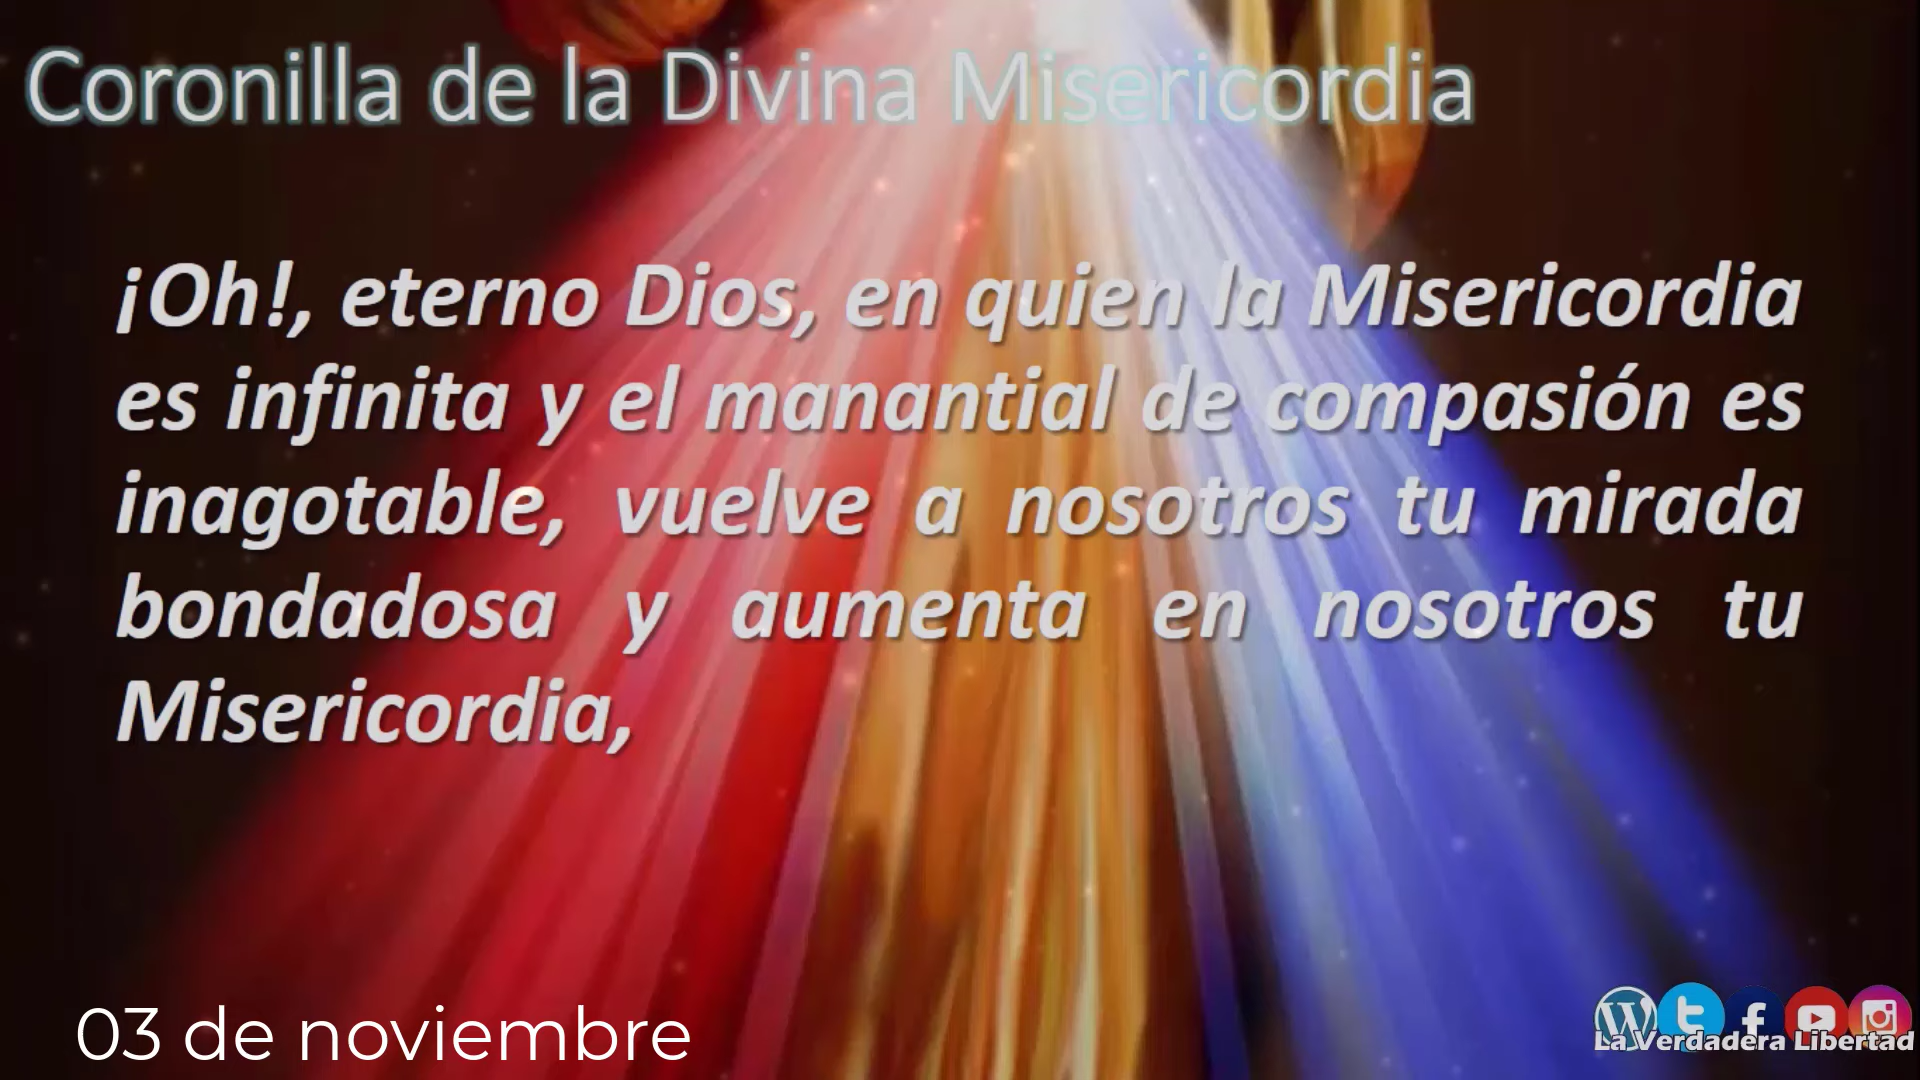 Coronilla de la Divina Misericordia
¡Oh!, eterno Dios, en quien la Misericordia
es infinita y el manantial de compasión es
inagotable, vuelve a nosotros tu mirada
bondadosa y aumenta en nosotros tu
Misericordia,
03 de noviembre
La Verdadera Libertad